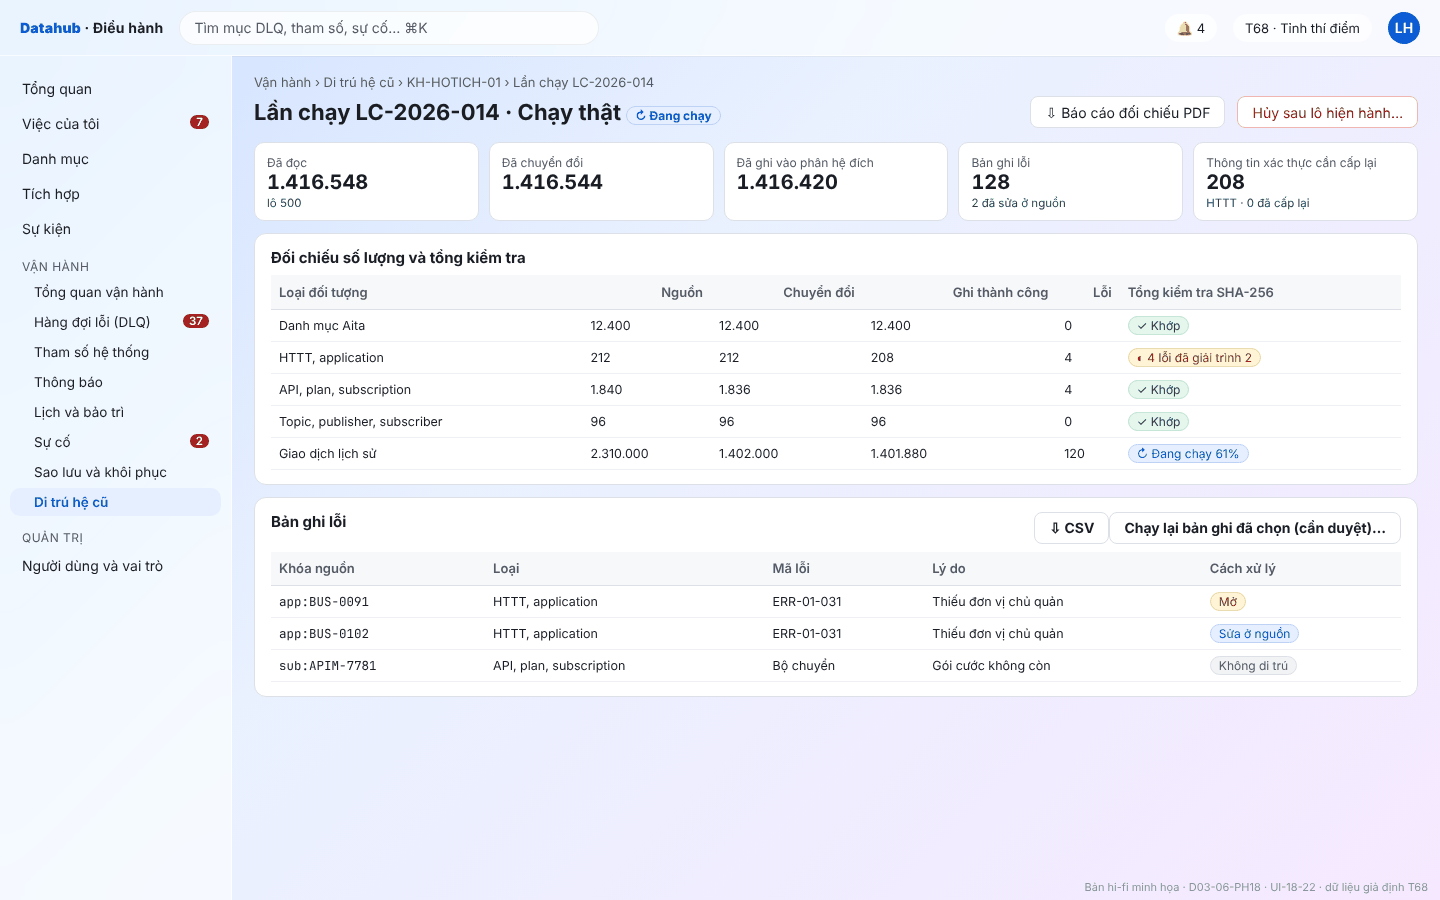 Datahub · Điều hành
Tìm mục DLQ, tham số, sự cố... ⌘K
4
T68 · Tỉnh thí điểm
LH
Tổng quan
Việc của tôi 7
Danh mục
Tích hợp
Sự kiện
VẬN HÀNH
Tổng quan vận hành
Hàng đợi lỗi (DLQ) 37
Tham số hệ thống
Thông báo
Lịch và bảo trì
Sự cố 2
Sao lưu và khôi phục
Di trú hệ cũ
QUẢN TRỊ
Người dùng và vai trò
Vận hành › Di trú hệ cũ › KH-HOTICH-01 › Lần chạy LC-2026-014
Lần chạy LC-2026-014 · Chạy thật ↻ Đang chạy
⇩ Báo cáo đối chiếu PDF
Hủy sau lô hiện hành...
Đã đọc
1.416.548
lô 500
Đã chuyển đổi
1.416.544
Đã ghi vào phân hệ đích
1.416.420
Bản ghi lỗi
128
2 đã sửa ở nguồn
Thông tin xác thực cần cấp lại
208
HTTT · 0 đã cấp lại
Đối chiếu số lượng và tổng kiểm tra
Loại đối tượng Nguồn Chuyển đổi Ghi thành công Lỗi Tổng kiểm tra SHA-256
Danh mục Aita 12.400 12.400 12.400 0 ✓ Khớp
HTTT, application 212 212 208 4 4 lỗi đã giải trình 2
API, plan, subscription 1.840 1.836 1.836 4 ✓ Khớp
Topic, publisher, subscriber 96 96 96 0 ✓ Khớp
Giao dịch lịch sử 2.310.000 1.402.000 1.401.880 120 ↻ Đang chạy 61%
Bản ghi lỗi
⇩ CSV
Chạy lại bản ghi đã chọn (cần duyệt)...
Khóa nguồn Loại Mã lỗi Lý do Cách xử lý
app:BUS-0091 HTTT, application ERR-01-031 Thiếu đơn vị chủ quản Mở
app:BUS-0102 HTTT, application ERR-01-031 Thiếu đơn vị chủ quản Sửa ở nguồn
sub:APIM-7781 API, plan, subscription Bộ chuyển Gói cước không còn Không di trú
Bản hi-fi minh họa · D03-06-PH18 · UI-18-22 · dữ liệu giả định T68